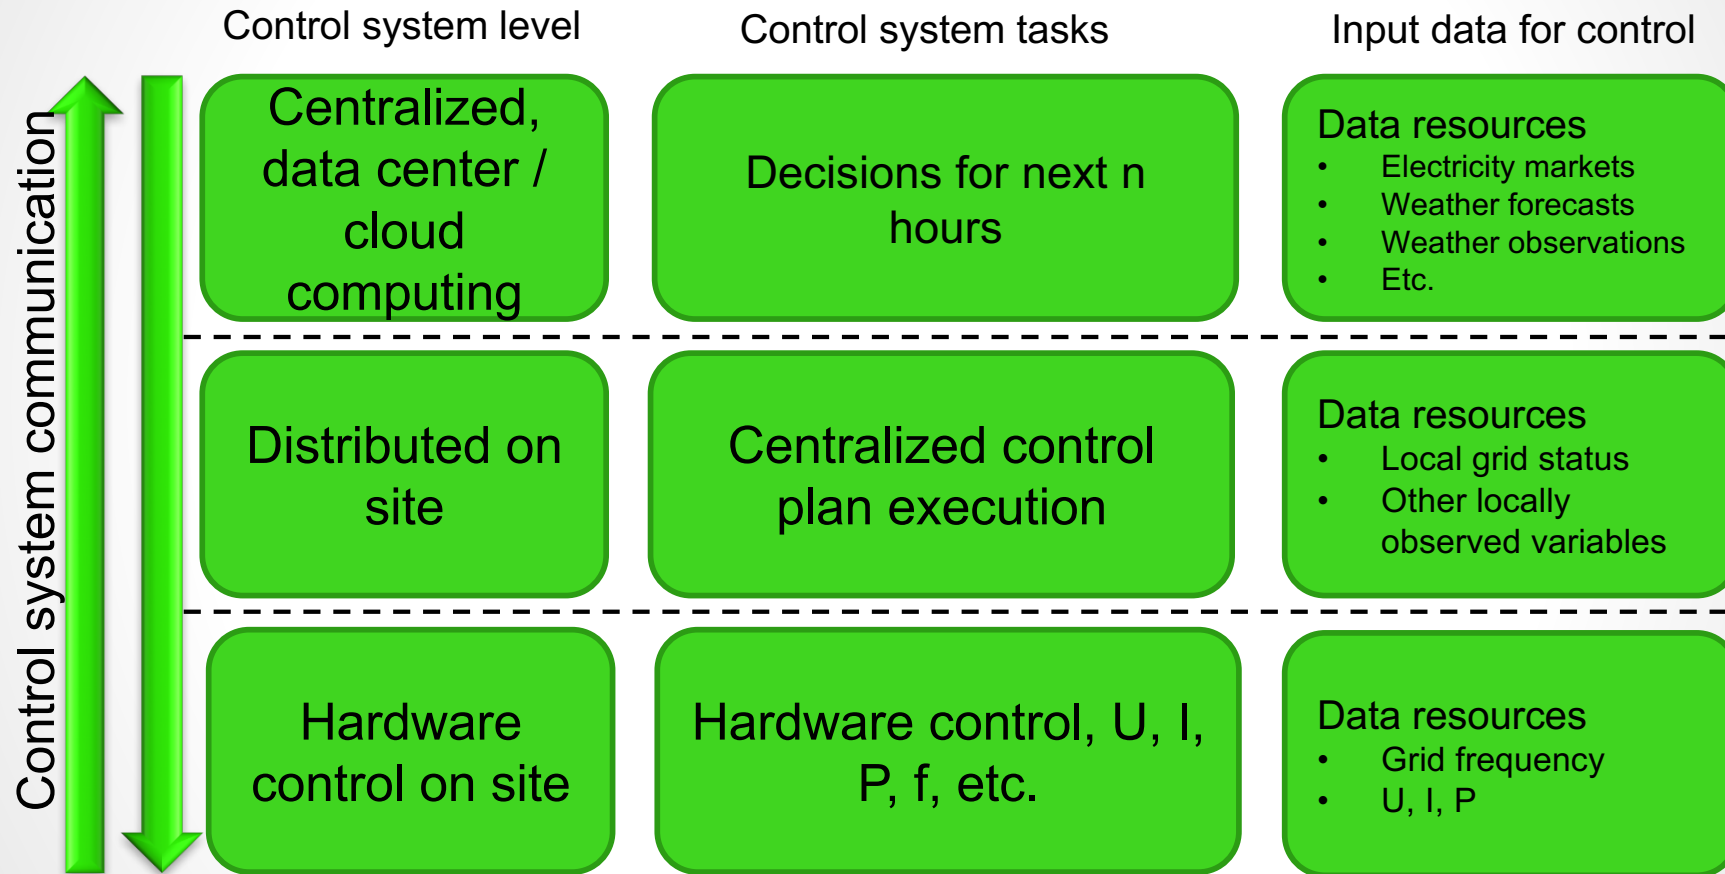 Control system level
Control system tasks
Input data for control
Control system communication
Centralized,
data center /
cloud
computing
Decisions for next n
hours
Data resources
• Electricity markets
• Weather forecasts
• Weather observations
• Etc.
Distributed on
site
Centralized control
plan execution
Data resources
• Local grid status
• Other locally
observed variables
Hardware
control on site
Hardware control, U, I,
P, f, etc.
Data resources
• Grid frequency
• U, I, P